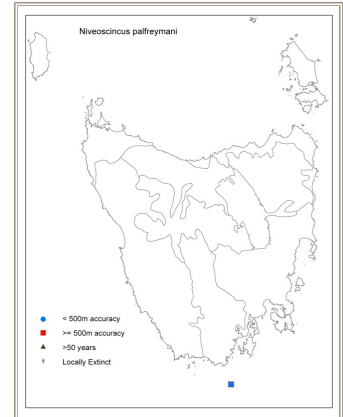 Niveoscincus palfreymani
< 500m accuracy
>= 500m accuracy
>50 years
Locally Extinct